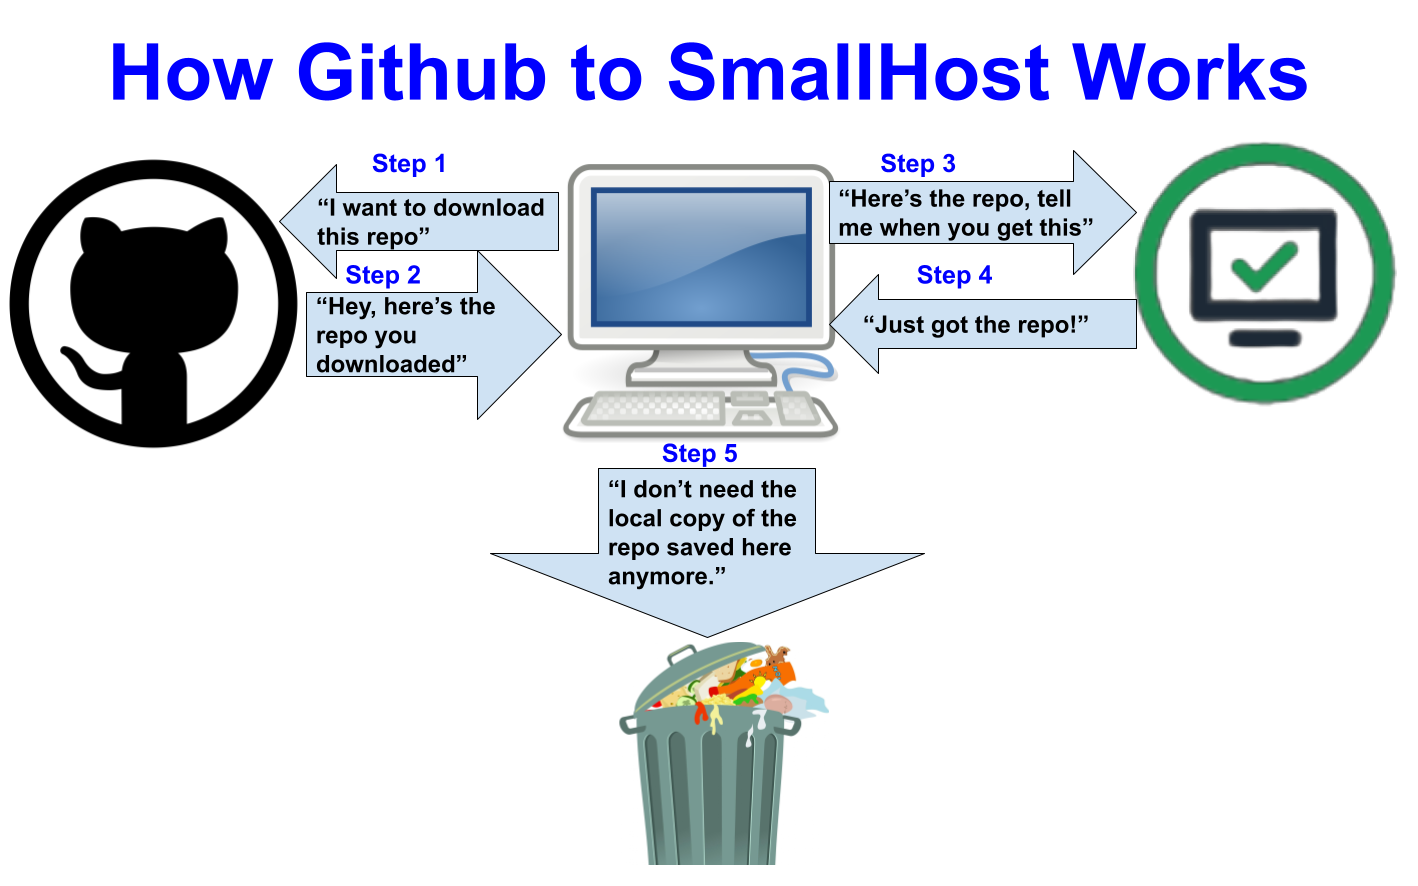 How Github to SmallHost Works
Step 1
“I want to download
this repo”
Step 2
“Hey, here’s the
repo you
downloaded”
Step 3
“Here’s the repo, tell
me when you get this”
Step 4
“Just got the repo!”
Step 5
“I don’t need the
local copy of the
repo saved here
anymore.”